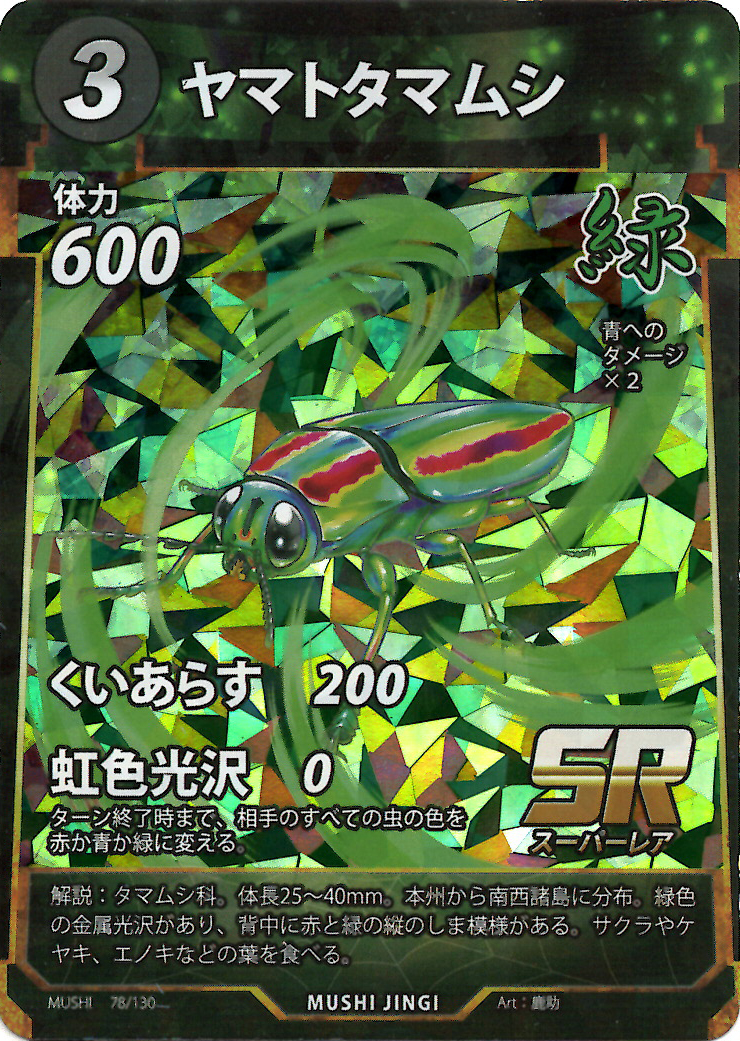 3 ヤマトタマムシ
体力
600
緑
青への
ダメージ
×2
くいあらす 200
虹色光沢 0
ターン終了時まで、相手のすべての虫の色を
赤か青か緑に変える。
SR
スーパーレア
解説：タマムシ科。体長25～40mm。本州から南西諸島に分布。緑色
の金属光沢があり、背中に赤と緑の縦のしま模様がある。サクラやケ
ヤキ、エノキなどの葉を食べる。
MUSHI 78/130 MUSHI JINGI Art：鹿助